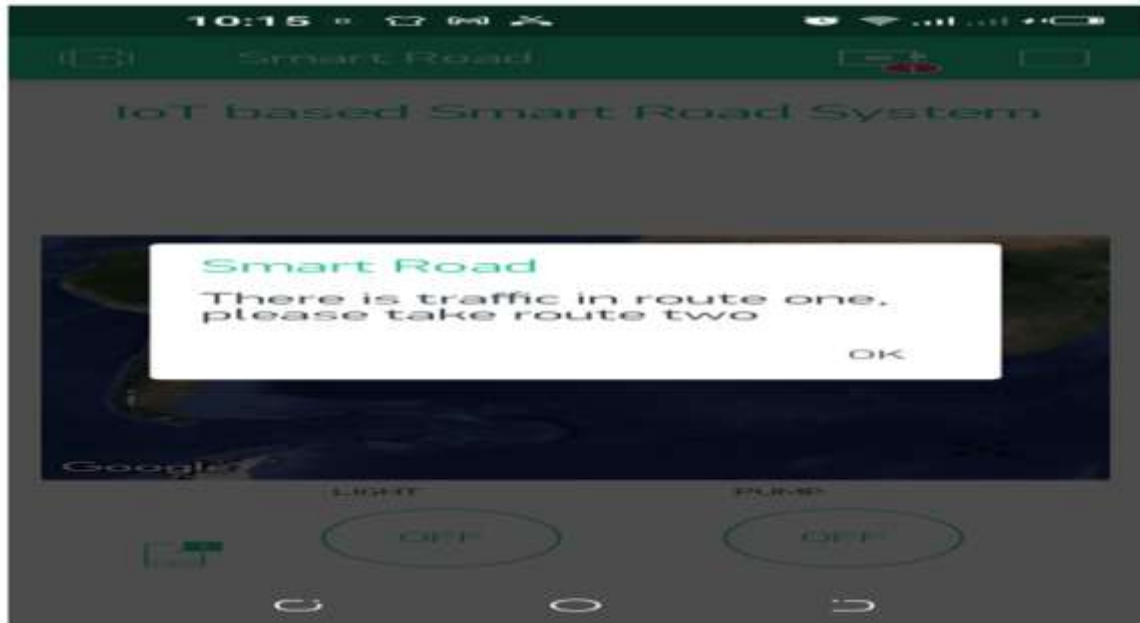 10:15
Smart Road
IoT based Smart Road System
Smart Road
There is traffic in route one,
please take route two
OK
Google
LIGHT PUMP
OFF OFF